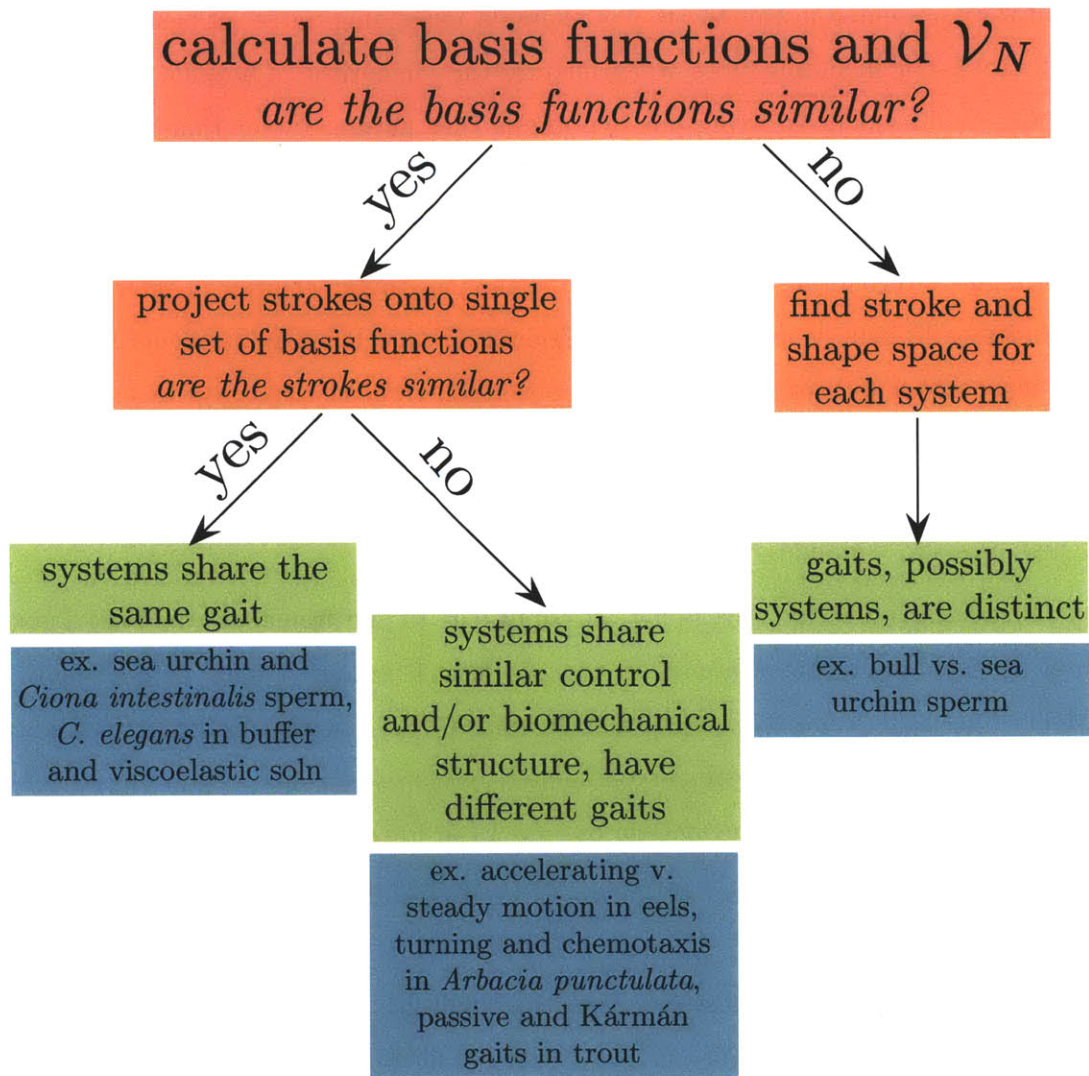 calculate basis functions and 𝒱_N
are the basis functions similar?
yes
no
project strokes onto single
set of basis functions
are the strokes similar?
find stroke and
shape space for
each system
yes
no
systems share the
same gait
ex. sea urchin and
Ciona intestinalis sperm,
C. elegans in buffer
and viscoelastic soln
systems share
similar control
and/or biomechanical
structure, have
different gaits
ex. accelerating v.
steady motion in eels,
turning and chemotaxis
in Arbacia punctulata,
passive and Kármán
gaits in trout
gaits, possibly
systems, are distinct
ex. bull vs. sea
urchin sperm